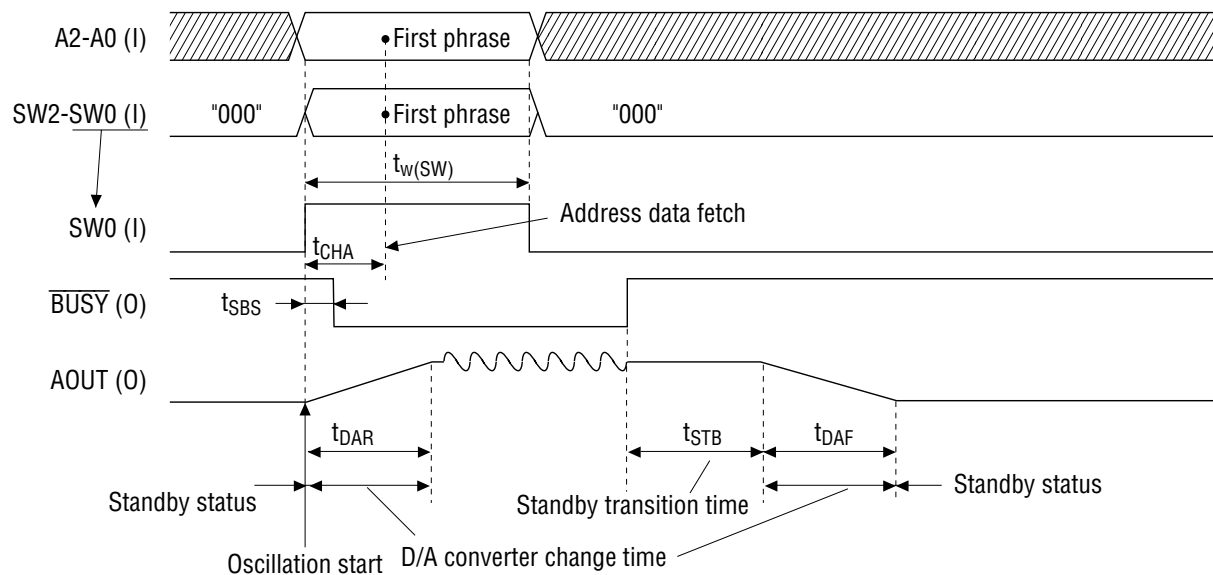 A2-A0 (I)
First phrase
SW2-SW0 (I)
"000"
First phrase
"000"
tw(SW)
Address data fetch
SW0 (I)
tCHA
BUSY (O)
tSBS
AOUT (O)
tDAR
tSTB
tDAF
Standby status
Standby transition time
Standby status
Oscillation start
D/A converter change time